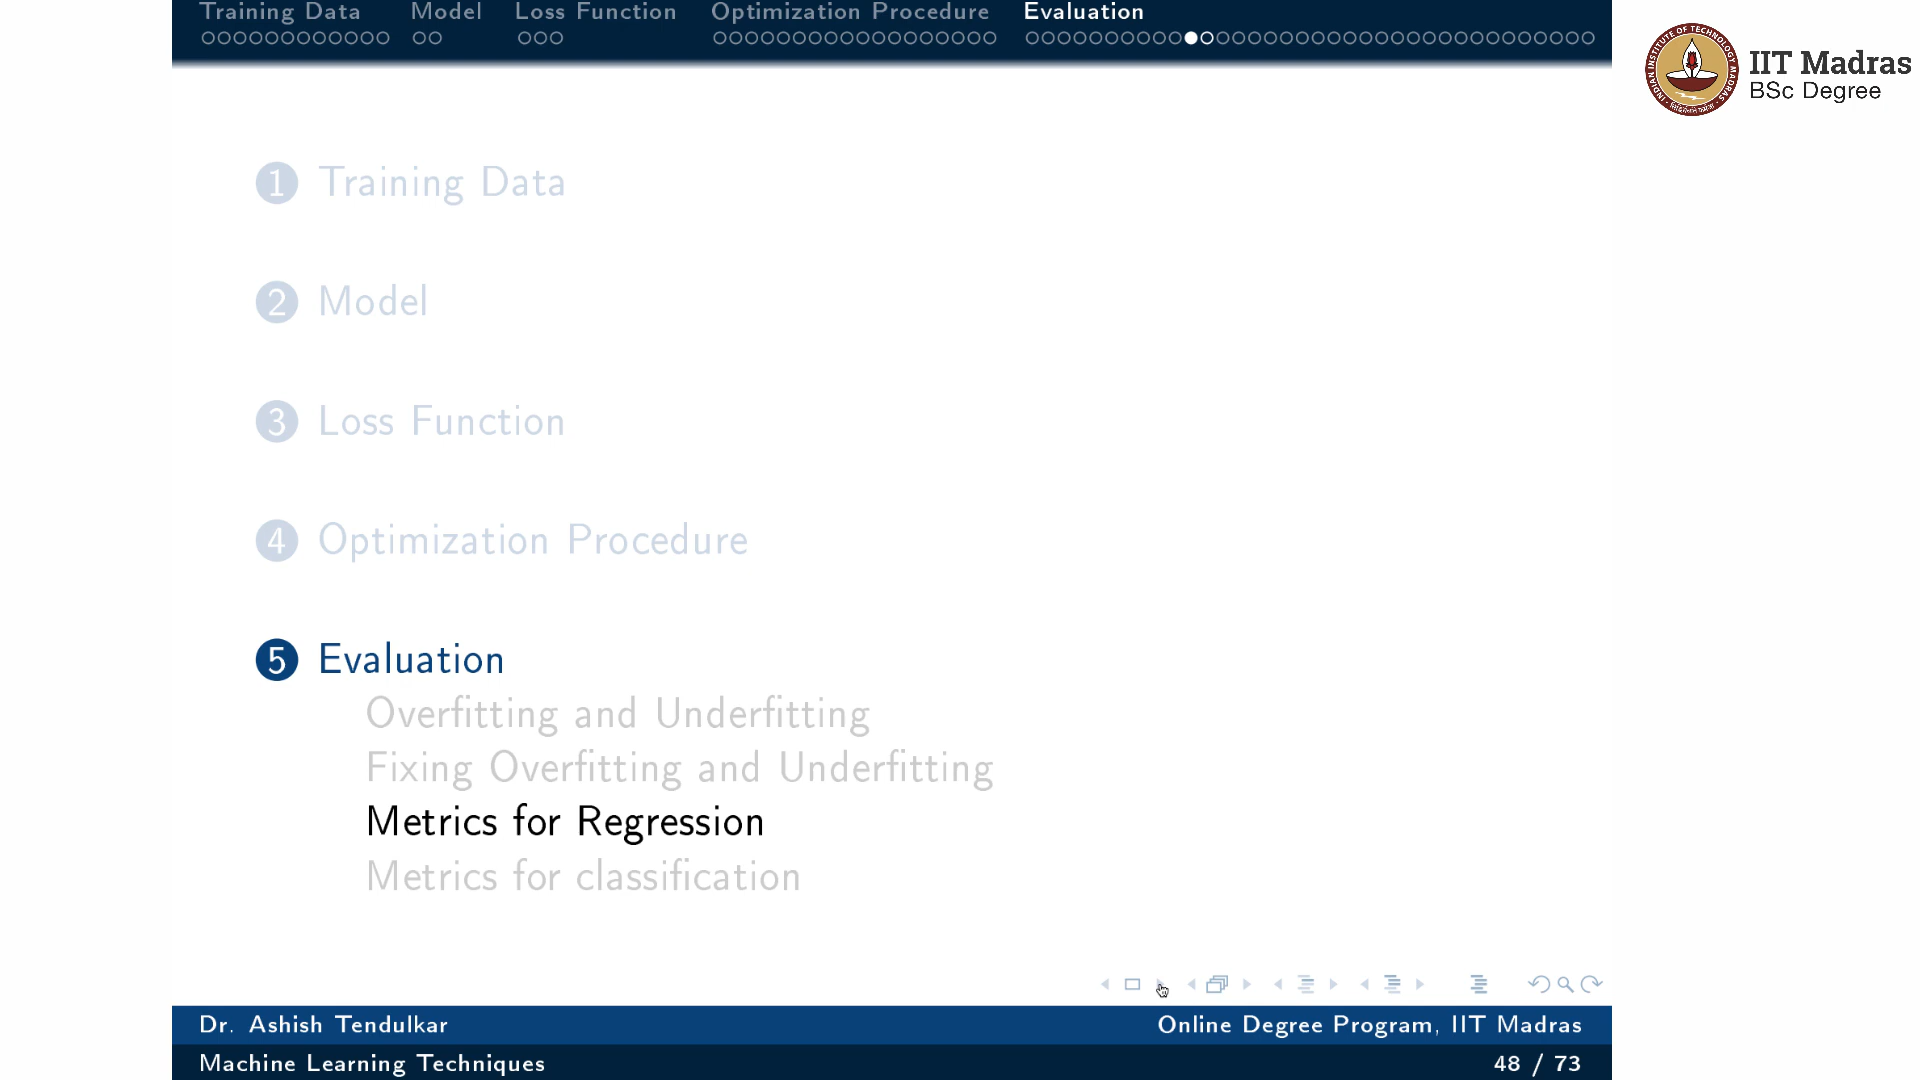 Training Data Model Loss Function Optimization Procedure Evaluation
IIT Madras
BSc Degree
1 Training Data
2 Model
3 Loss Function
4 Optimization Procedure
5 Evaluation
Overfitting and Underfitting
Fixing Overfitting and Underfitting
Metrics for Regression
Metrics for classification
Dr. Ashish Tendulkar Online Degree Program, IIT Madras
Machine Learning Techniques 48 / 73